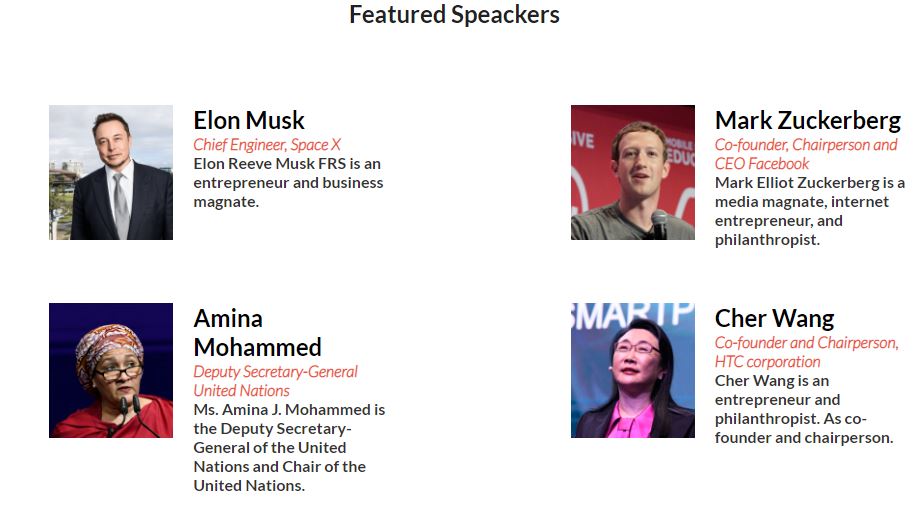 Featured Speackers
Elon Musk
Chief Engineer, Space X
Elon Reeve Musk FRS is an
entrepreneur and business
magnate.
IVE
MOBILE
EDUC
Mark Zuckerberg
Co-founder, Chairperson and
CEO Facebook
Mark Elliot Zuckerberg is a
media magnate, internet
entrepreneur, and
philanthropist.
Amina
Mohammed
Deputy Secretary-General
United Nations
Ms. Amina J. Mohammed is
the Deputy Secretary-
General of the United
Nations and Chair of the
United Nations.
SMARTP
Cher Wang
Co-founder and Chairperson,
HTC corporation
Cher Wang is an
entrepreneur and
philanthropist. As co-
founder and chairperson.